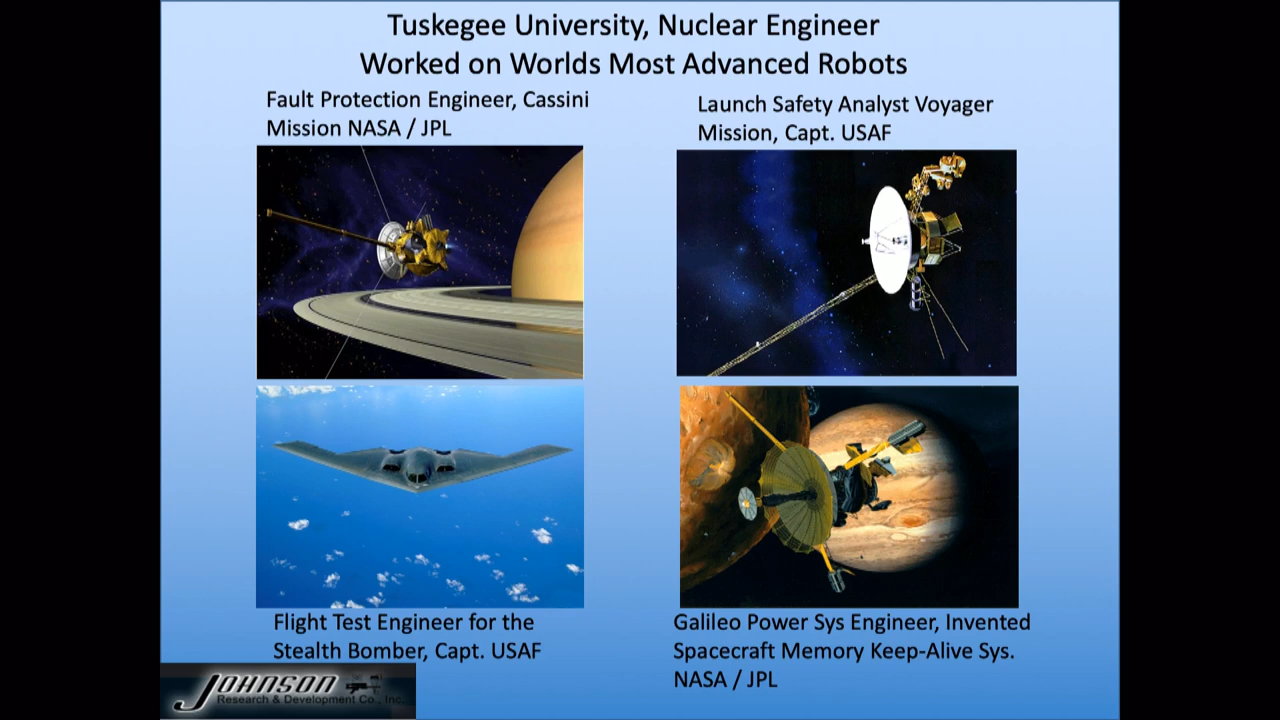 Tuskegee University, Nuclear Engineer
Worked on Worlds Most Advanced Robots
Fault Protection Engineer, Cassini
Mission NASA / JPL
Launch Safety Analyst Voyager
Mission, Capt. USAF
Flight Test Engineer for the
Stealth Bomber, Capt. USAF
Galileo Power Sys Engineer, Invented
Spacecraft Memory Keep-Alive Sys.
NASA / JPL
JOHNSON
Research & Development Co., Inc.